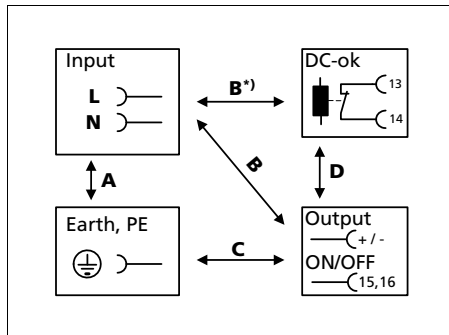 Input
L
N
B*)
DC-ok
13
14
A
B
D
Earth, PE
C
Output
+ / -
ON/OFF
15,16